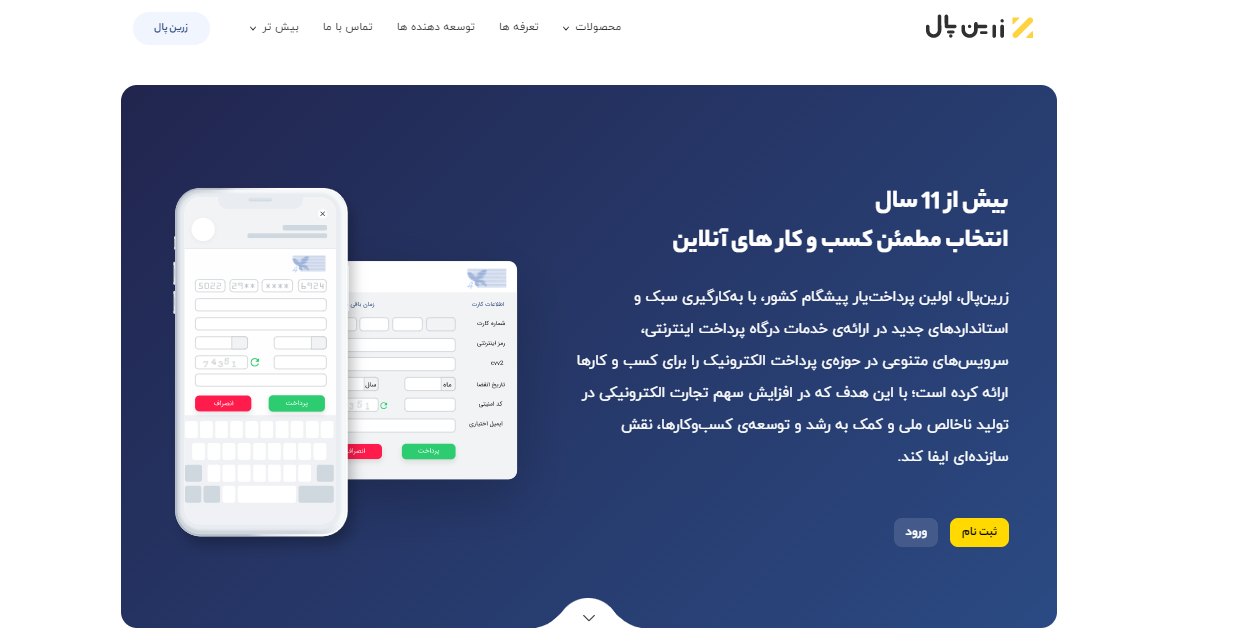 زرین پال
محصولات
تعرفه ها
توسعه دهنده ها
تماس با ما
بیش تر
زرین پال
بیش از 11 سال
انتخاب مطمئن کسب و کار های آنلاین
زرین‌پال، اولین پرداخت‌یار پیشگام کشور، با به‌کارگیری سبک و
استانداردهای جدید در ارائه‌ی خدمات درگاه پرداخت اینترنتی،
سرویس‌های متنوعی در حوزه‌ی پرداخت الکترونیک را برای کسب و کارها
ارائه کرده است؛ با این هدف که در افزایش سهم تجارت الکترونیکی در
تولید ناخالص ملی و کمک به رشد و توسعه‌ی کسب‌وکارها، نقش
سازنده‌ای ایفا کند.
ثبت نام
ورود
اطلاعات کارت
زمان باقی
شماره کارت
رمز اینترنتی
cvv2
تاریخ انقضا
ماه
سال
کد امنیتی
351
ایمیل اختیاری
پرداخت
انصراف
5022 29** **** 6924
74351
پرداخت
انصراف